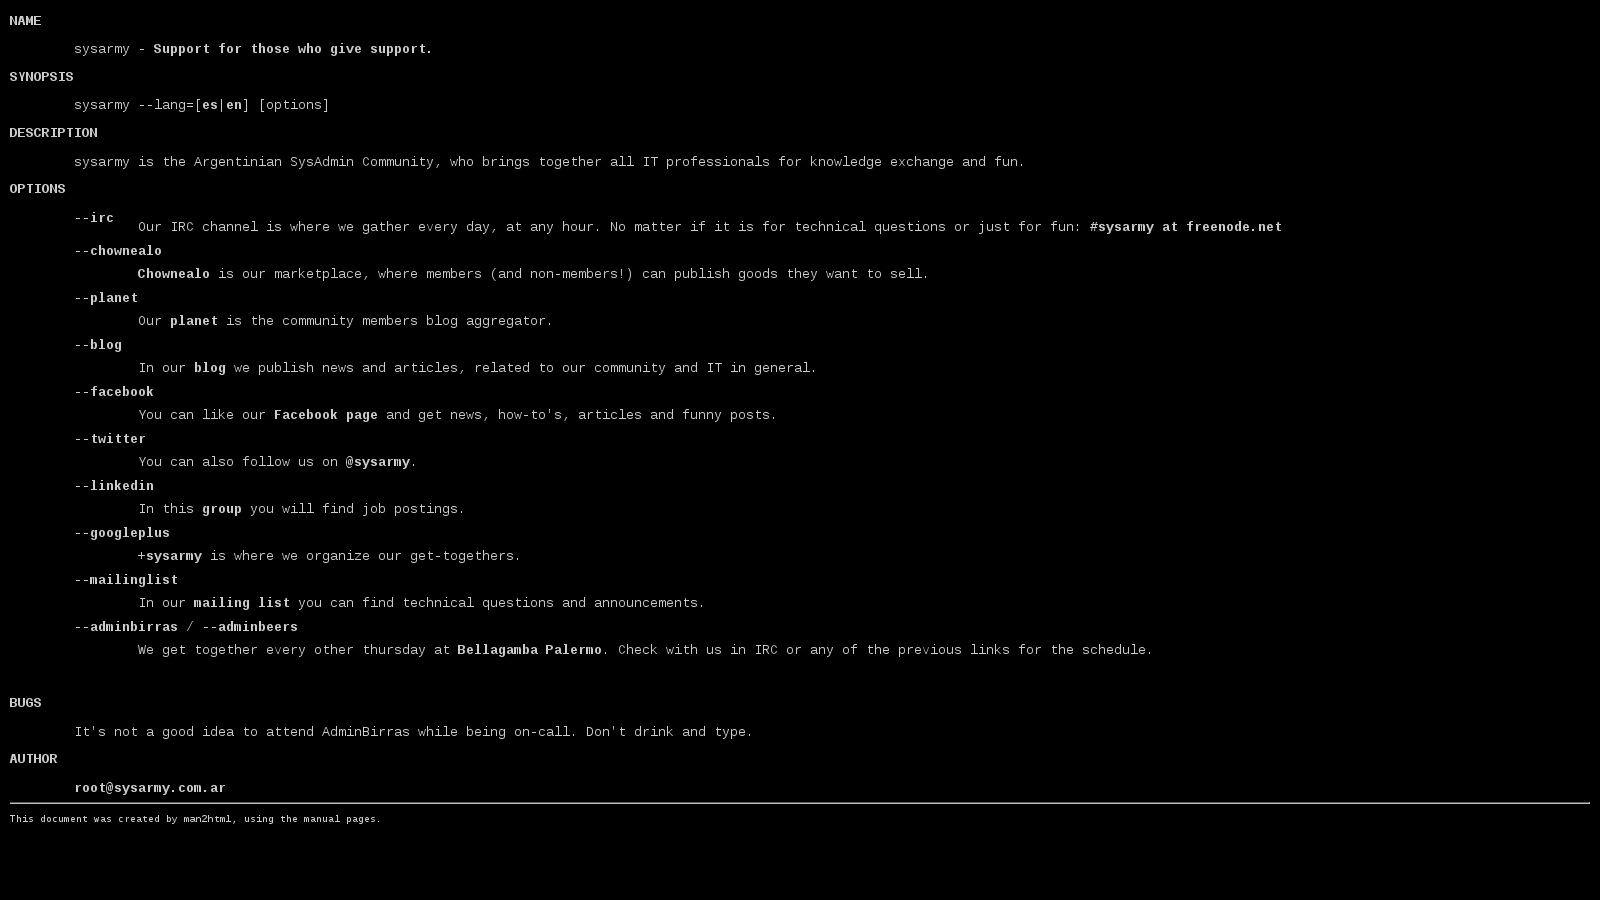 NAME
sysarmy - Support for those who give support.
SYNOPSIS
sysarmy --lang=[es|en] [options]
DESCRIPTION
sysarmy is the Argentinian SysAdmin Community, who brings together all IT professionals for knowledge exchange and fun.
OPTIONS
--irc
Our IRC channel is where we gather every day, at any hour. No matter if it is for technical questions or just for fun: #sysarmy at freenode.net
--chownealo
Chownealo is our marketplace, where members (and non-members!) can publish goods they want to sell.
--planet
Our planet is the community members blog aggregator.
--blog
In our blog we publish news and articles, related to our community and IT in general.
--facebook
You can like our Facebook page and get news, how-to's, articles and funny posts.
--twitter
You can also follow us on @sysarmy.
--linkedin
In this group you will find job postings.
--googleplus
+sysarmy is where we organize our get-togethers.
--mailinglist
In our mailing list you can find technical questions and announcements.
--adminbirras / --adminbeers
We get together every other thursday at Bellagamba Palermo. Check with us in IRC or any of the previous links for the schedule.
BUGS
It's not a good idea to attend AdminBirras while being on-call. Don't drink and type.
AUTHOR
root@sysarmy.com.ar
This document was created by man2html, using the manual pages.